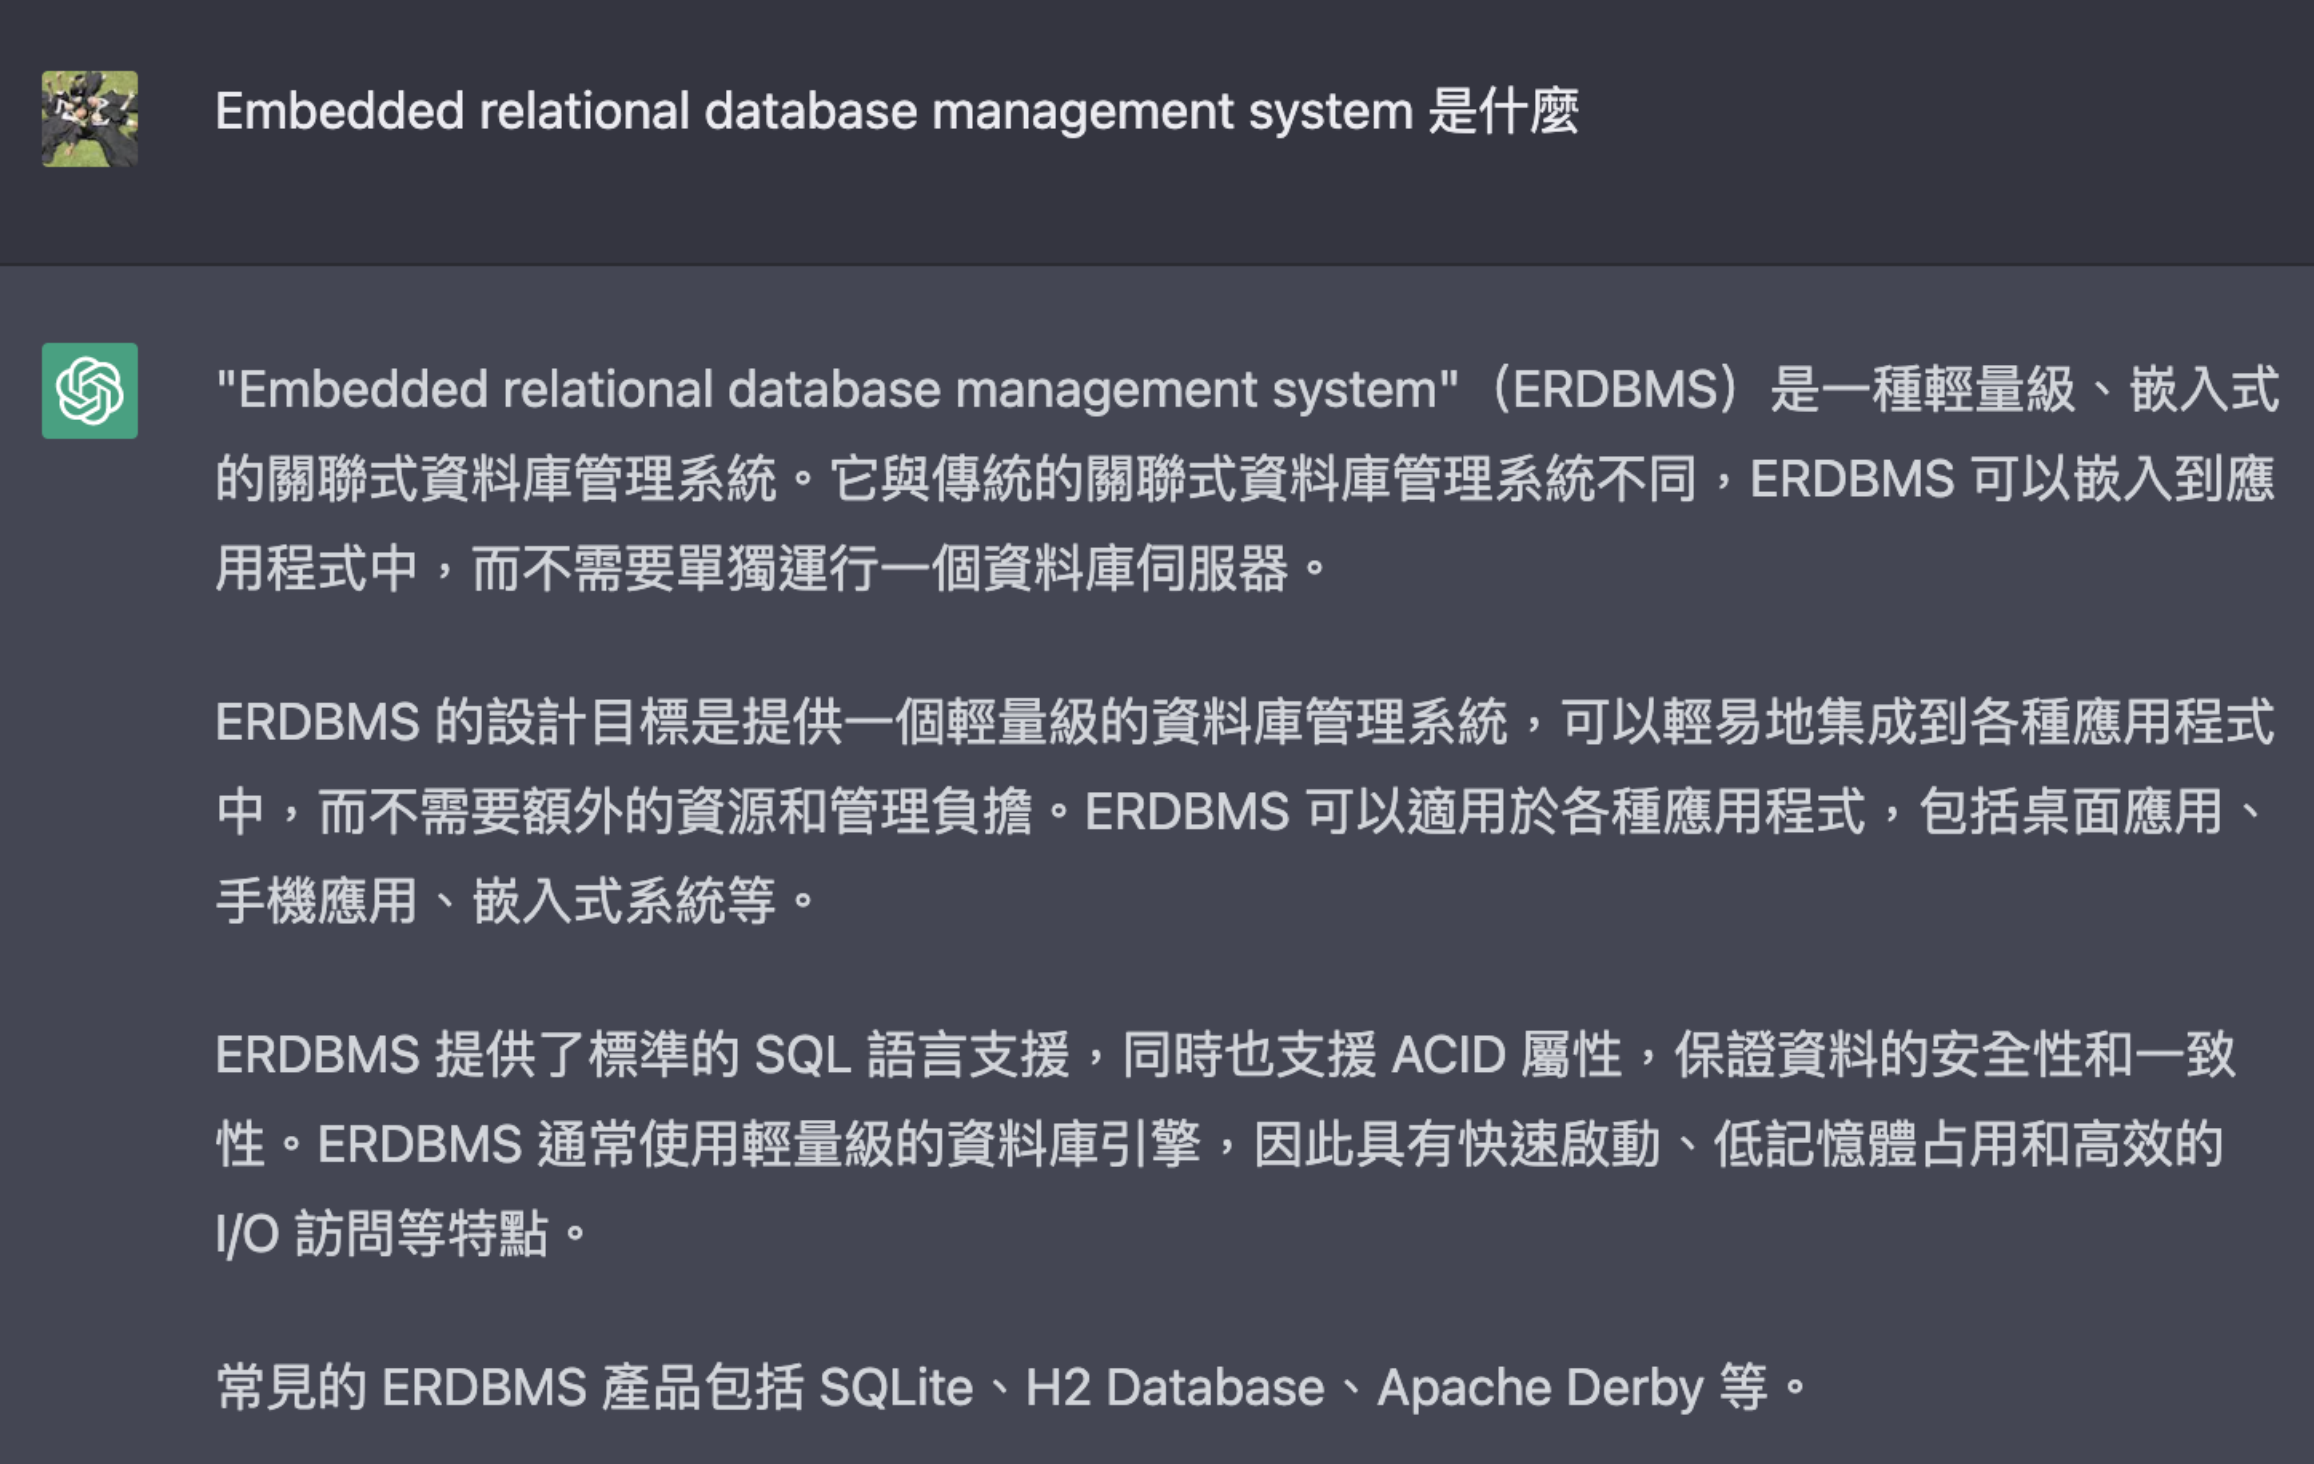 Embedded relational database management system 是什麼
"Embedded relational database management system"（ERDBMS）是一種輕量級、嵌入式
的關聯式資料庫管理系統。它與傳統的關聯式資料庫管理系統不同，ERDBMS 可以嵌入到應
用程式中，而不需要單獨運行一個資料庫伺服器。
ERDBMS 的設計目標是提供一個輕量級的資料庫管理系統，可以輕易地集成到各種應用程式
中，而不需要額外的資源和管理負擔。ERDBMS 可以適用於各種應用程式，包括桌面應用、
手機應用、嵌入式系統等。
ERDBMS 提供了標準的 SQL 語言支援，同時也支援 ACID 屬性，保證資料的安全性和一致
性。ERDBMS 通常使用輕量級的資料庫引擎，因此具有快速啟動、低記憶體占用和高效的
I/O 訪問等特點。
常見的 ERDBMS 產品包括 SQLite、H2 Database、Apache Derby 等。